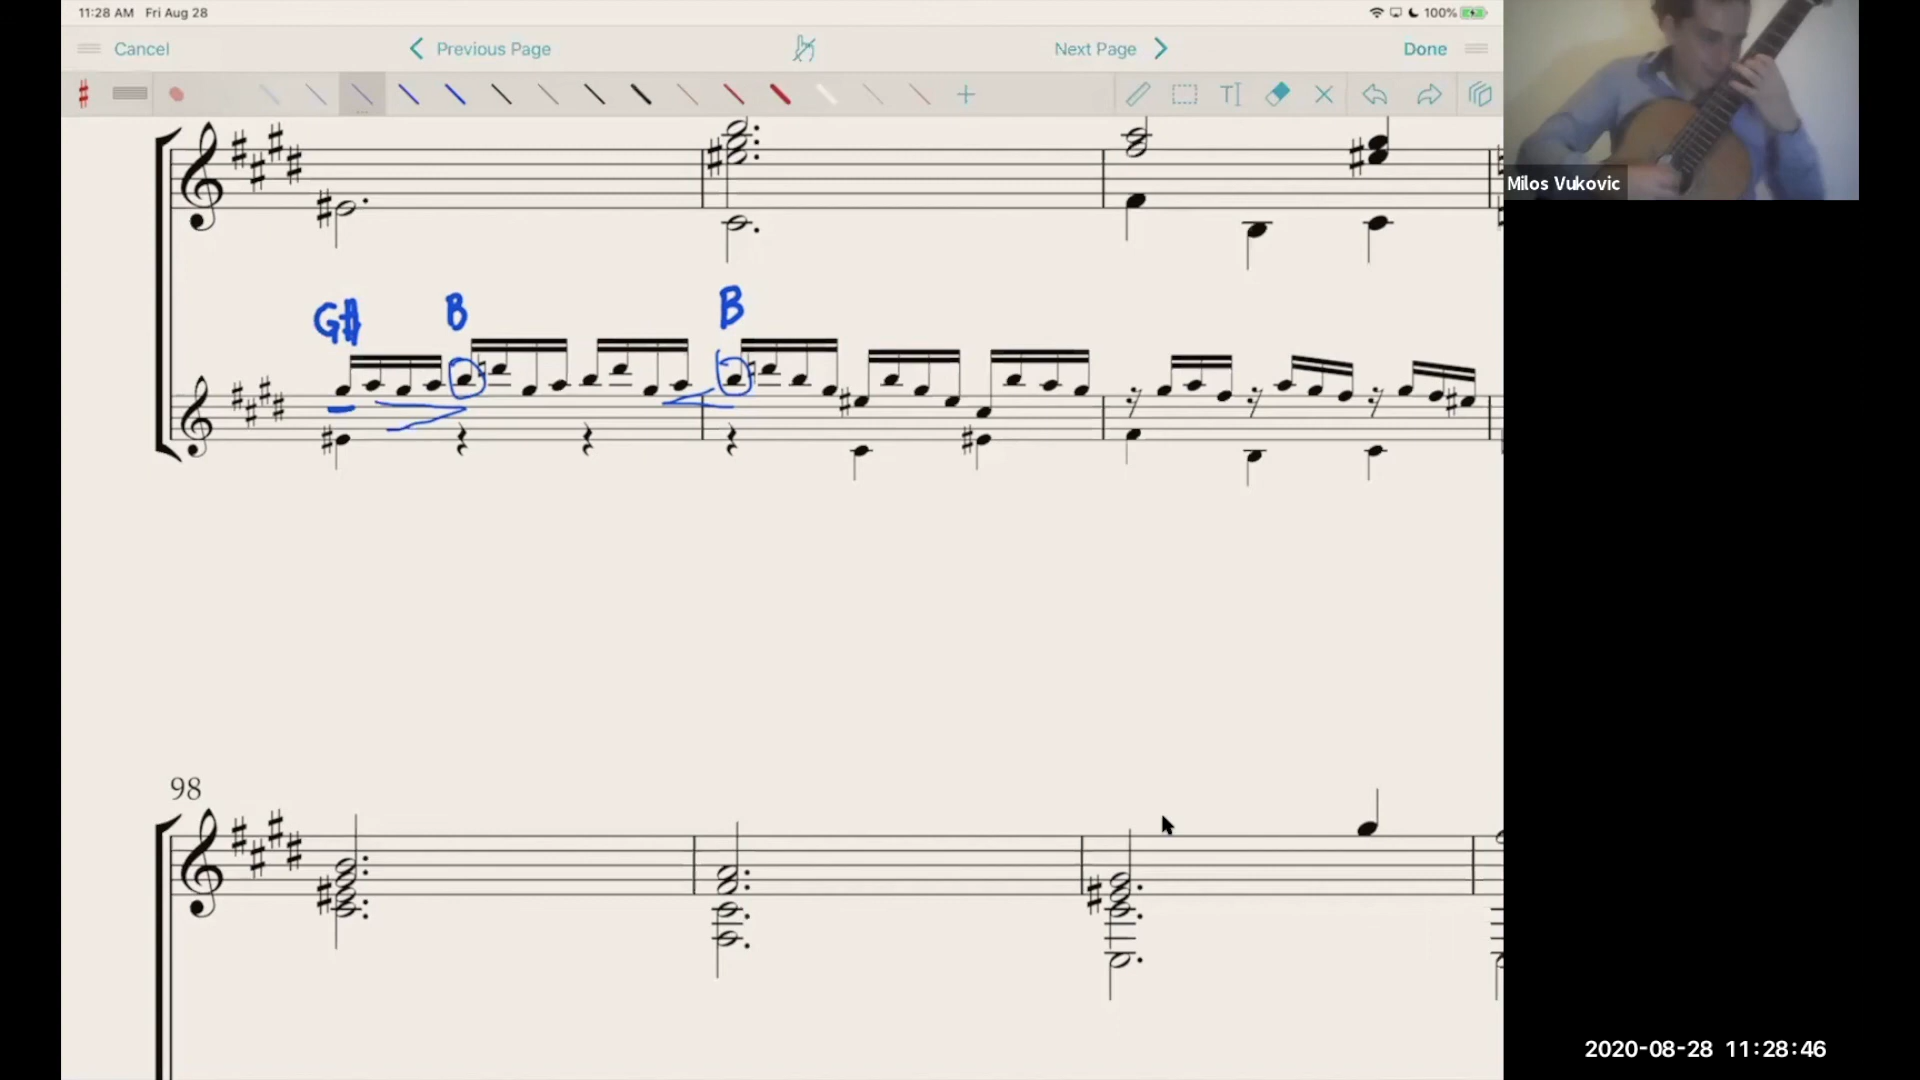 11:28 AM Fri Aug 28
100%
Cancel
Previous Page
Next Page
Done
T
Milos Vukovic
G#
B
B
98
2020-08-28 11:28:46